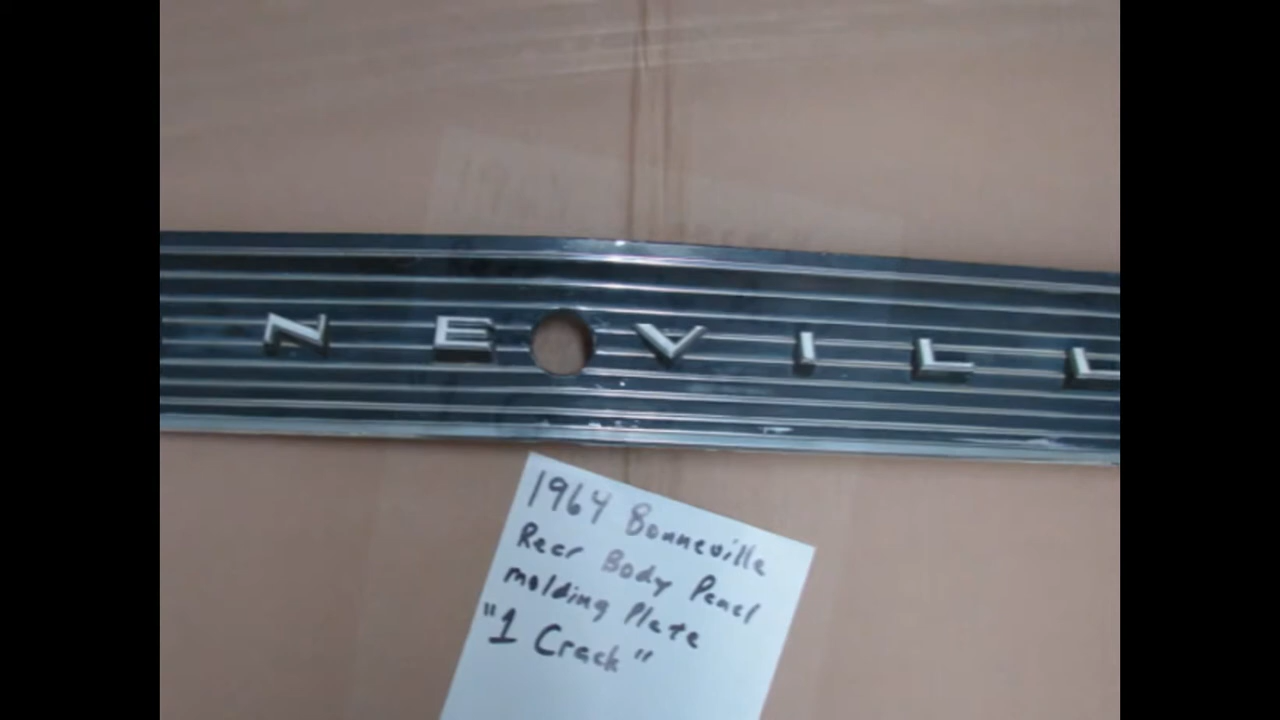 NEVILL
1964 Bonneville
Rear Body Panel
molding Plate
"1 Crack"